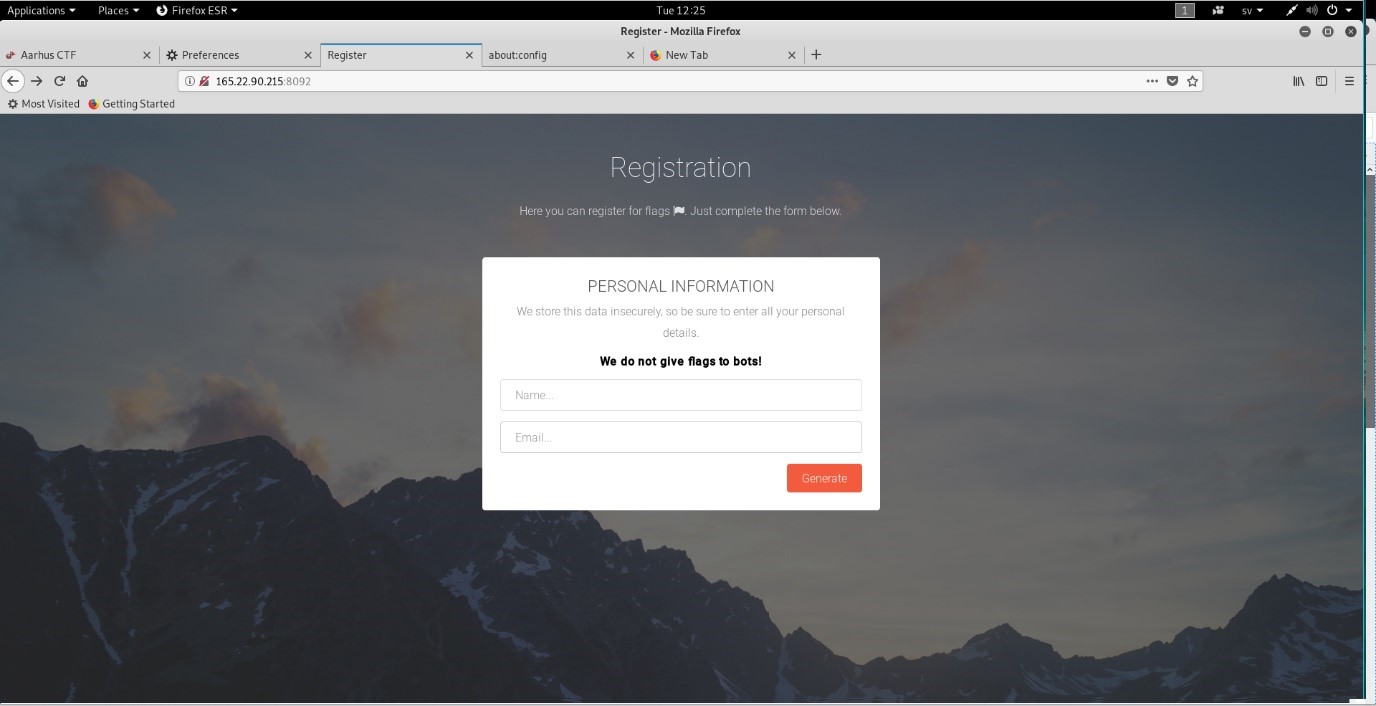 Applications Places Firefox ESR Tue 12:25 1 sv
Register - Mozilla Firefox
Aarhus CTF Preferences Register about:config New Tab
165.22.90.215:8092
Most Visited Getting Started
Registration
Here you can register for flags. Just complete the form below.
PERSONAL INFORMATION
We store this data insecurely, so be sure to enter all your personal
details.
We do not give flags to bots!
Name...
Email...
Generate